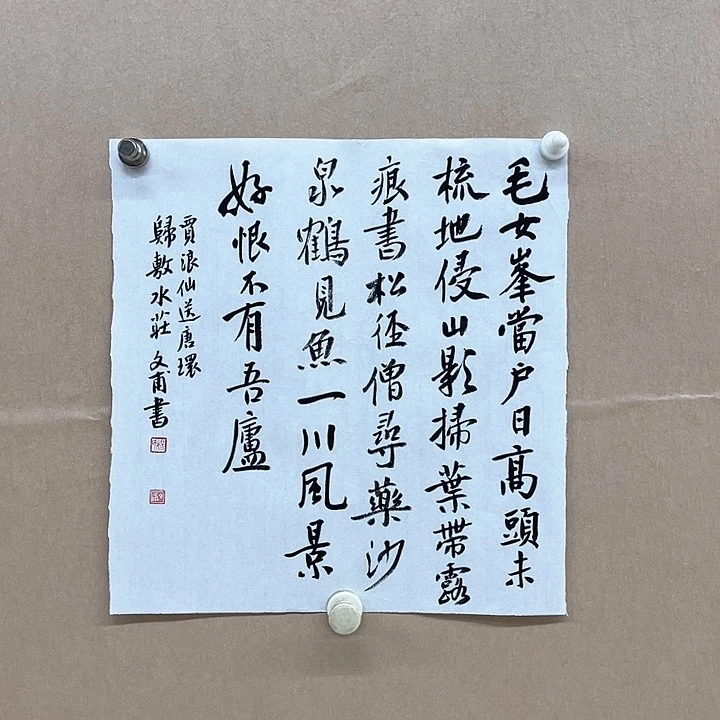 毛女峯當戶日高頭未
梳地侵山影掃葉帶露
痕書松徑僧尋藥沙
泉鶴見魚一川風景
好恨不有吾廬
賈浪仙送唐環
歸敷水莊 文甫書